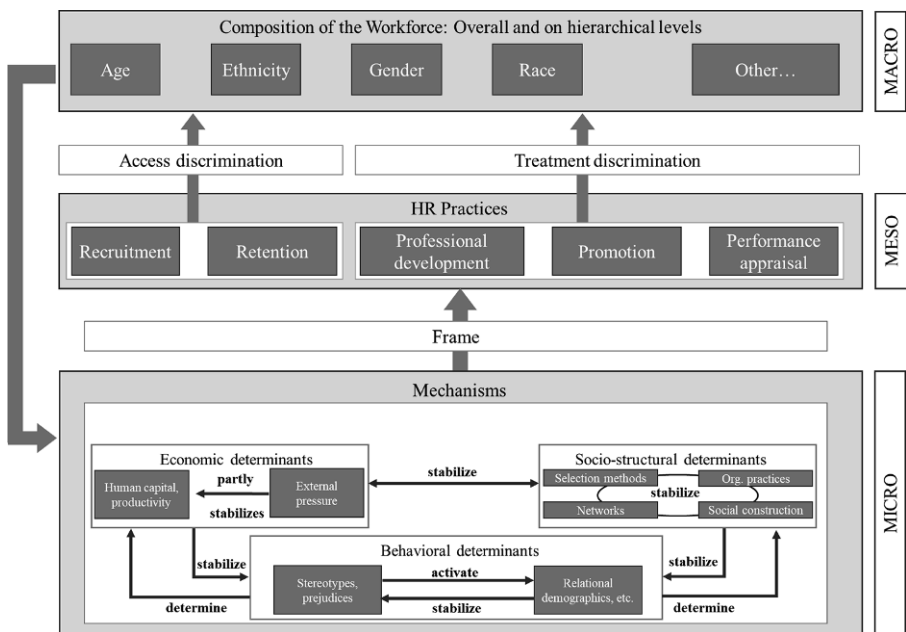 Composition of the Workforce: Overall and on hierarchical levels
Age
Ethnicity
Gender
Race
Other…
MACRO
Access discrimination
Treatment discrimination
HR Practices
Recruitment
Retention
Professional
development
Promotion
Performance
appraisal
MESO
Frame
Mechanisms
Economic determinants
Human capital,
productivity
partly
stabilizes
External
pressure
stabilize
Socio-structural determinants
Selection methods
Org. practices
stabilize
Networks
Social construction
stabilize
stabilize
Behavioral determinants
Stereotypes,
prejudices
activate
stabilize
Relational
demographics, etc.
determine
determine
MICRO